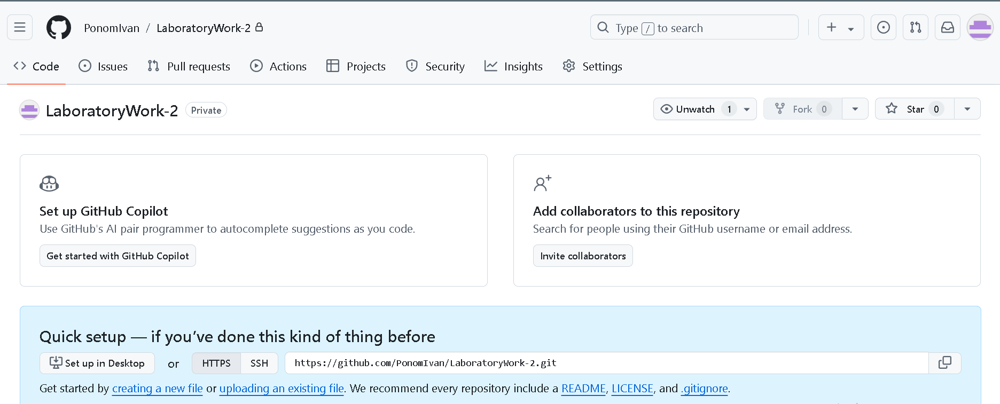 PonomIvan / LaboratoryWork-2
Type / to search
Code Issues Pull requests Actions Projects Security Insights Settings
LaboratoryWork-2 Private
Unwatch 1 Fork 0 Star 0
Set up GitHub Copilot
Use GitHub's AI pair programmer to autocomplete suggestions as you code.
Get started with GitHub Copilot
Add collaborators to this repository
Search for people using their GitHub username or email address.
Invite collaborators
Quick setup — if you’ve done this kind of thing before
Set up in Desktop or HTTPS SSH https://github.com/PonomIvan/LaboratoryWork-2.git
Get started by creating a new file or uploading an existing file. We recommend every repository include a README, LICENSE, and .gitignore.